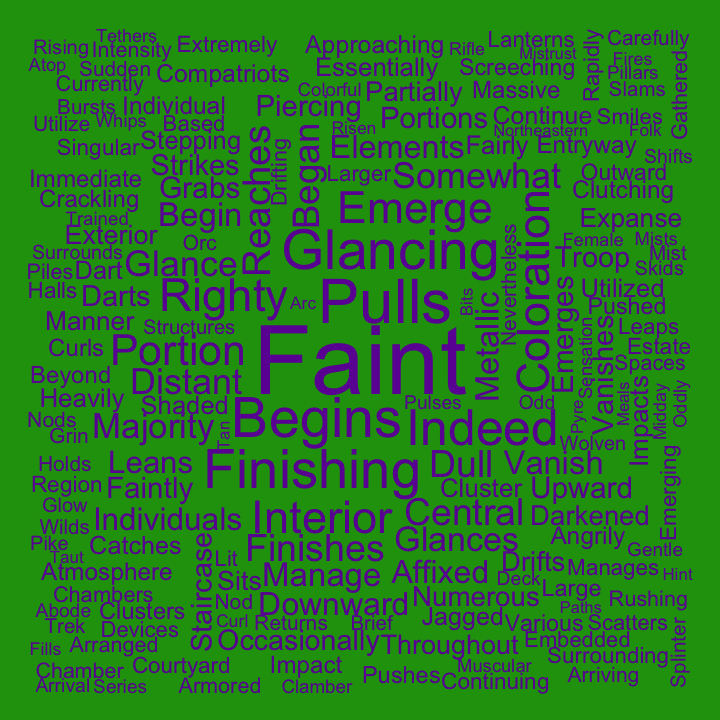 Tethers
Rising
Intensity
Extremely
Approaching
Rifle
Lanterns
Mistrust
Carefully
Atop
Sudden
Compatriots
Essentially
Screeching
Rapidly
Fires
Pillars
Currently
Colorful
Partially
Massive
Slams
Gathered
Bursts
Individual
Piercing
Portions
Continue
Smiles
Utilize
Whips
Based
Risen
Northeastern
Folk
Singular
Stepping
Reaches
Drifting
Began
Elements
Fairly
Entryway
Shifts
Immediate
Strikes
Larger
Somewhat
Outward
Crackling
Grabs
Clutching
Trained
Begin
Emerge
Coloration
Expanse
Exterior
Orc
Glancing
Nevertheless
Female
Mists
Surrounds
Troop
Mist
Piles
Dart
Glance
Skids
Halls
Darts
Righty
Arc
Pulls
Bits
Metallic
Emerges
Utilized
Pushed
Manner
Structures
Faint
Sensation
Vanishes
Leaps
Curls
Portion
Estate
Beyond
Distant
Spaces
Heavily
Shaded
Begins
Pulses
Odd
Pyre
Meals
Impacts
Midday
Oddly
Nods
Grin
Majority
Tan
Indeed
Wolven
Holds
Leans
Finishing
Dull
Vanish
Region
Faintly
Cluster
Upward
Emerging
Glow
Wilds
Individuals
Interior
Central
Darkened
Pike
Taut
Catches
Staircase
Finishes
Glances
Angrily
Gentle
Atmosphere
Lit
Sits
Manage
Affixed
Drifts
Deck
Manages
Hint
Chambers
Nod
Downward
Numerous
Large
Rushing
Abode
Clusters
Curl
Returns
Brief
Jagged
Various
Paths
Scatters
Trek
Devices
Fills
Arranged
Occasionally
Throughout
Embedded
Splinter
Chamber
Courtyard
Impact
Pushes
Muscular
Surrounding
Arrival
Series
Armored
Clamber
Continuing
Arriving